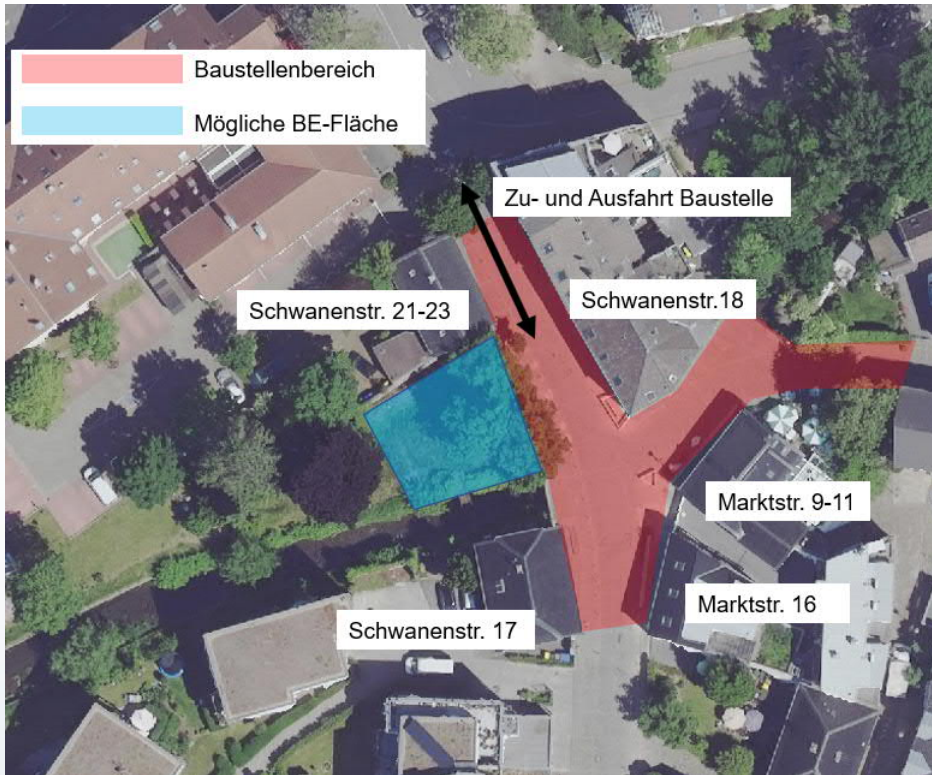 Baustellenbereich
Mögliche BE-Fläche
Zu- und Ausfahrt Baustelle
Schwanenstr. 21-23
Schwanenstr.18
Marktstr. 9-11
Marktstr. 16
Schwanenstr. 17